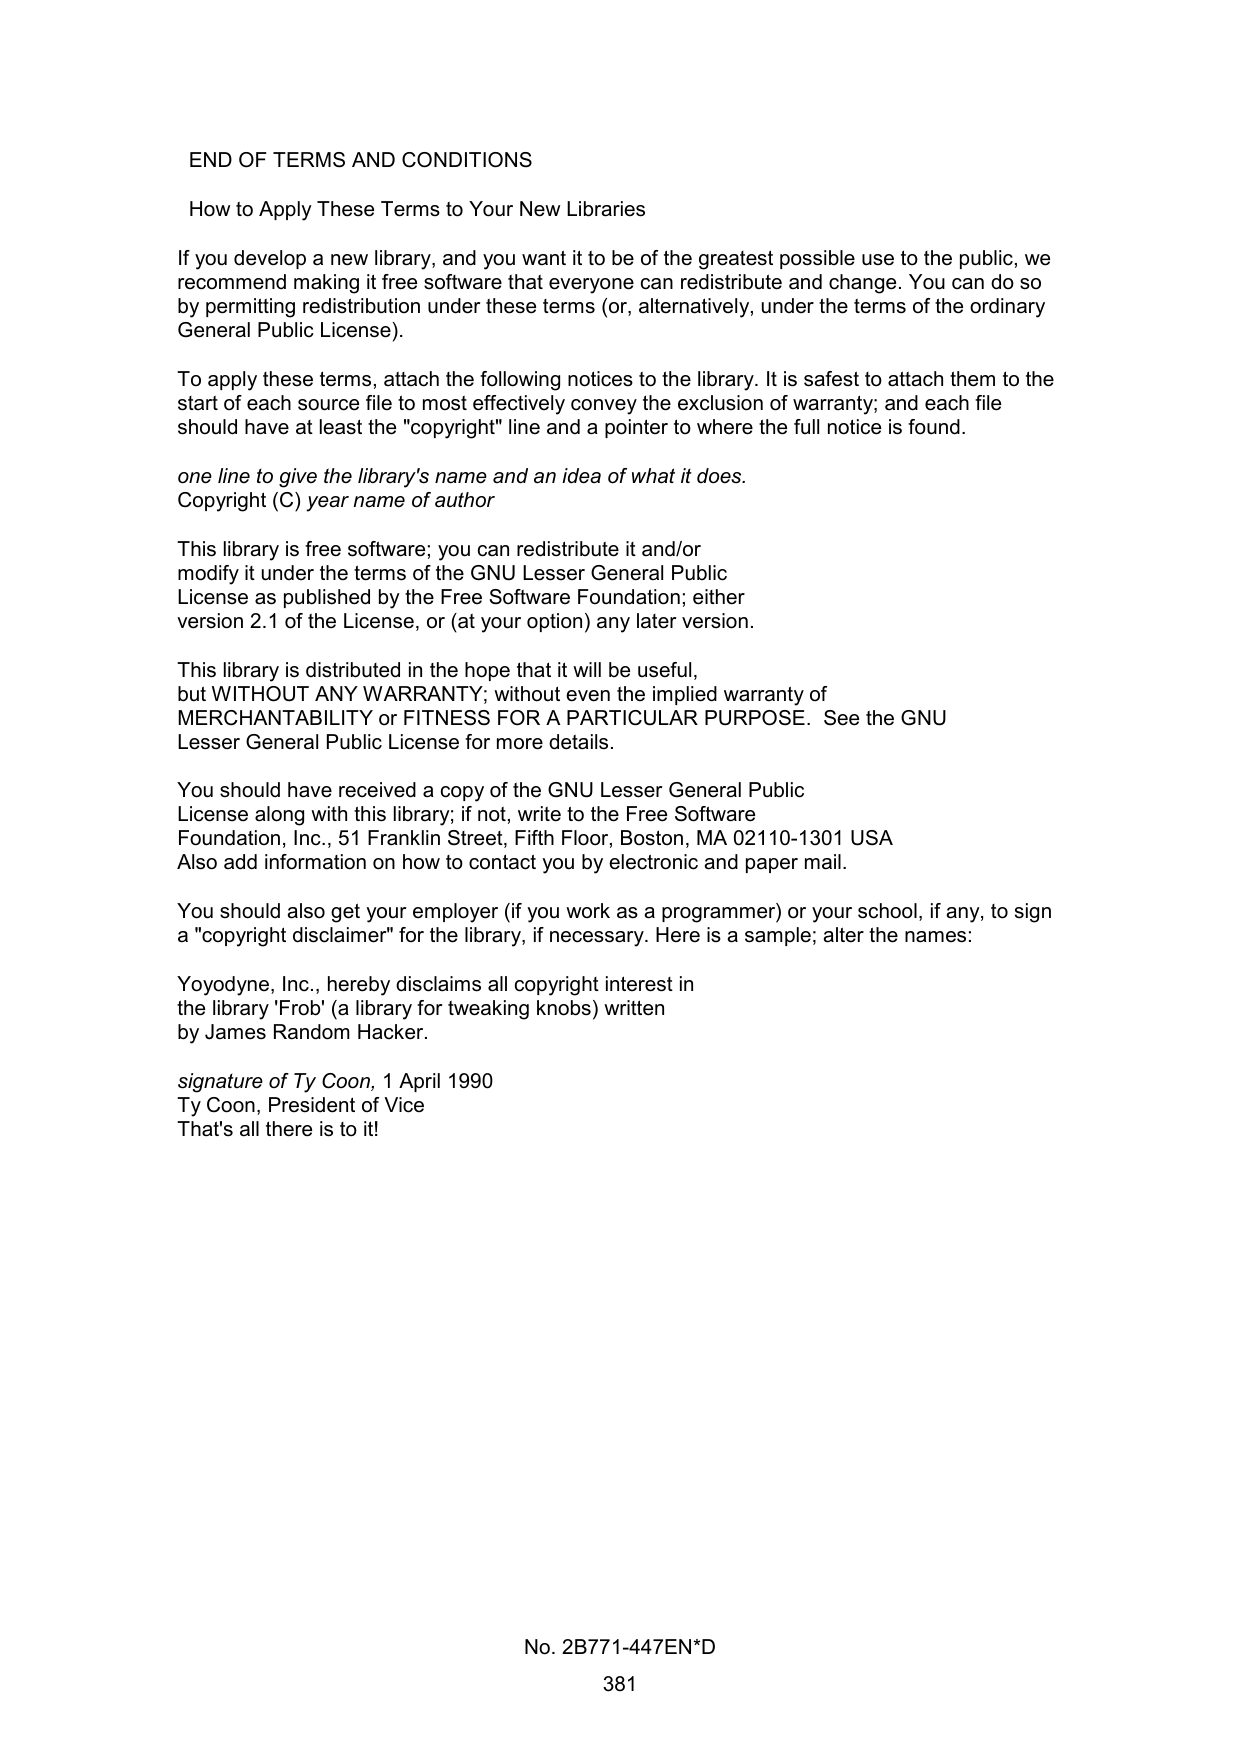 END OF TERMS AND CONDITIONS
How to Apply These Terms to Your New Libraries
If you develop a new library, and you want it to be of the greatest possible use to the public, we
recommend making it free software that everyone can redistribute and change. You can do so
by permitting redistribution under these terms (or, alternatively, under the terms of the ordinary
General Public License).
To apply these terms, attach the following notices to the library. It is safest to attach them to the
start of each source file to most effectively convey the exclusion of warranty; and each file
should have at least the "copyright" line and a pointer to where the full notice is found.
one line to give the library's name and an idea of what it does.
Copyright (C) year name of author
This library is free software; you can redistribute it and/or
modify it under the terms of the GNU Lesser General Public
License as published by the Free Software Foundation; either
version 2.1 of the License, or (at your option) any later version.
This library is distributed in the hope that it will be useful,
but WITHOUT ANY WARRANTY; without even the implied warranty of
MERCHANTABILITY or FITNESS FOR A PARTICULAR PURPOSE.  See the GNU
Lesser General Public License for more details.
You should have received a copy of the GNU Lesser General Public
License along with this library; if not, write to the Free Software
Foundation, Inc., 51 Franklin Street, Fifth Floor, Boston, MA 02110-1301 USA
Also add information on how to contact you by electronic and paper mail.
You should also get your employer (if you work as a programmer) or your school, if any, to sign
a "copyright disclaimer" for the library, if necessary. Here is a sample; alter the names:
Yoyodyne, Inc., hereby disclaims all copyright interest in
the library 'Frob' (a library for tweaking knobs) written
by James Random Hacker.
signature of Ty Coon, 1 April 1990
Ty Coon, President of Vice
That's all there is to it!
No. 2B771-447EN*D
381